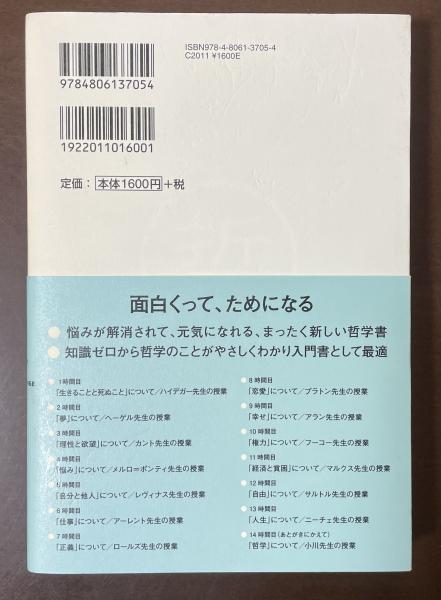 ISBN978-4-8061-3705-4
C2011 ¥1600E
9784806137054
1922011016001
定価：本体1600円+税
面白くって、ためになる
悩みが解消されて、元気になれる、まったく新しい哲学書
知識ゼロから哲学のことがやさしくわかり入門書として最適
1時間目
「生きることと死ぬこと」について/ハイデガー先生の授業
2時間目
「夢」について/ヘーゲル先生の授業
3時間目
「理性と欲望」について/カント先生の授業
4時間目
「悩み」について/メルロ=ポンティ先生の授業
5時間目
「自分と他人」について/レヴィナス先生の授業
6時間目
「仕事」について/アーレント先生の授業
7時間目
「正義」について/ロールズ先生の授業
8時間目
「恋愛」について/プラトン先生の授業
9時間目
「幸せ」について/アラン先生の授業
10時間目
「権力」について/フーコー先生の授業
11時間目
「経済と貧困」について/マルクス先生の授業
12時間目
「自由」について/サルトル先生の授業
13時間目
「人生」について/ニーチェ先生の授業
14時間目(あとがきにかえて)
「哲学」について/小川先生の授業